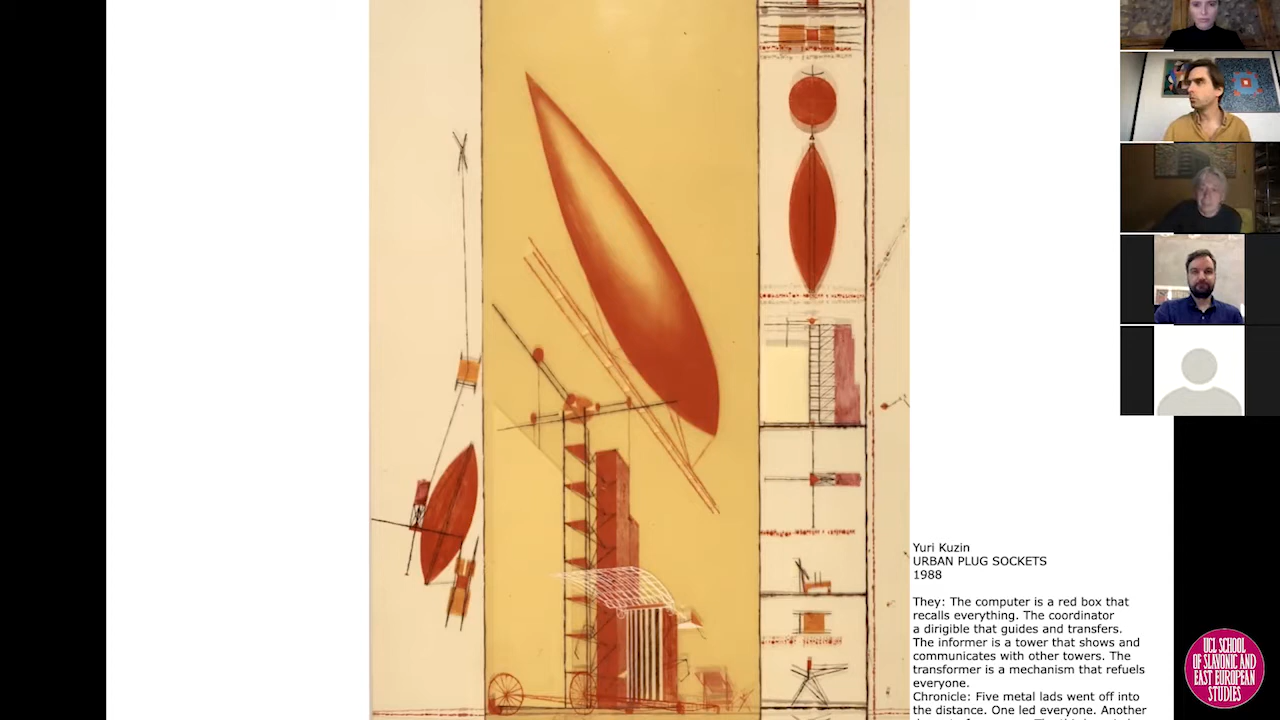 Yuri Kuzin
URBAN PLUG SOCKETS
1988
They: The computer is a red box that
recalls everything. The coordinator
a dirigible that guides and transfers.
The informer is a tower that shows and
communicates with other towers. The
transformer is a mechanism that refuels
everyone.
Chronicle: Five metal lads went off into
the distance. One led everyone. Another
UCL SCHOOL
OF SLAVONIC AND
EAST EUROPEAN
STUDIES